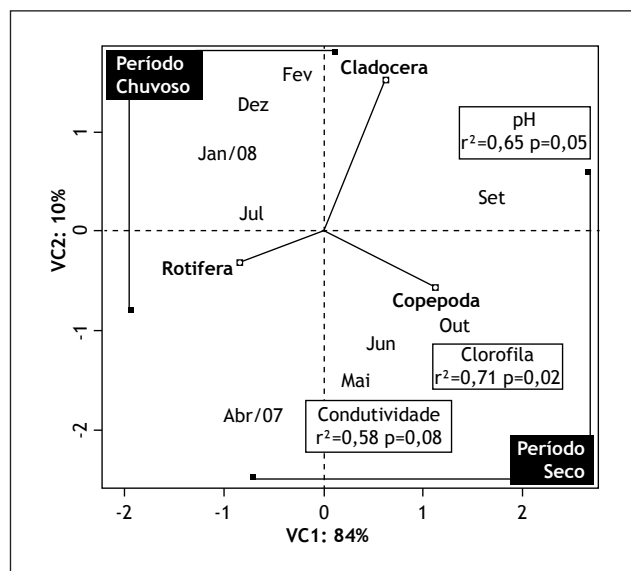 Período
Chuvoso
Fev
Cladocera
Dez
pH
r²=0,65 p=0,05
Jan/08
Set
Jul
Rotifera
Copepoda
Out
Jun
Clorofila
r²=0,71 p=0,02
Mai
Abr/07
Condutividade
r²=0,58 p=0,08
Período
Seco
VC2: 10%
1
0
-1
-2
-2
-1
0
1
2
VC1: 84%